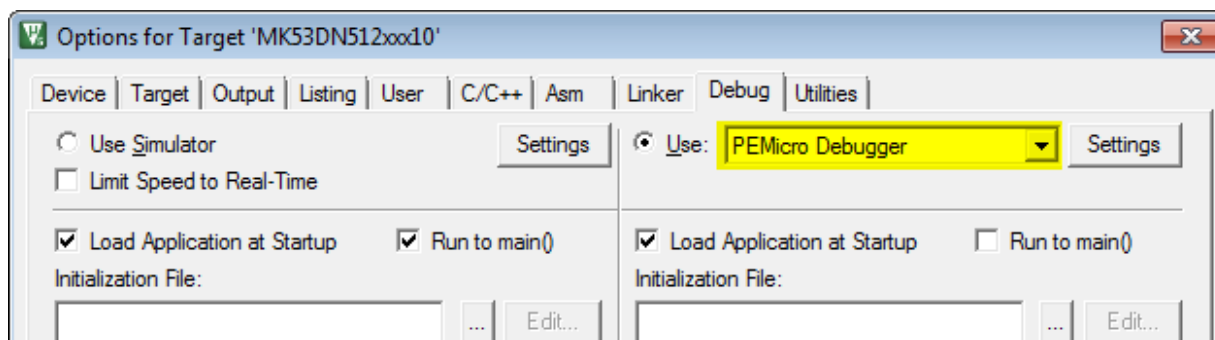 Options for Target 'MK53DN512xxx10'
Device Target Output Listing User C/C++ Asm Linker Debug Utilities
Use Simulator Settings Use: PEMicro Debugger Settings
Limit Speed to Real-Time
Load Application at Startup Run to main() Load Application at Startup Run to main()
Initialization File: Initialization File:
... Edit... ... Edit...